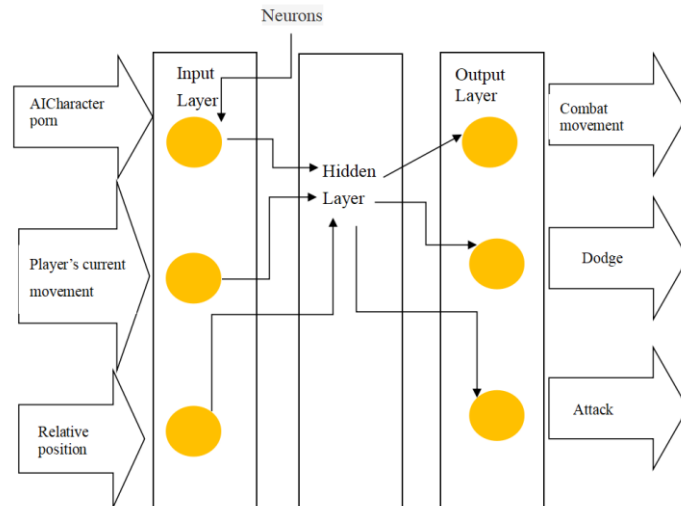 Neurons
AICharacter
porn
Player's current
movement
Relative
position
Input
Layer
Hidden
Layer
Output
Layer
Combat
movement
Dodge
Attack